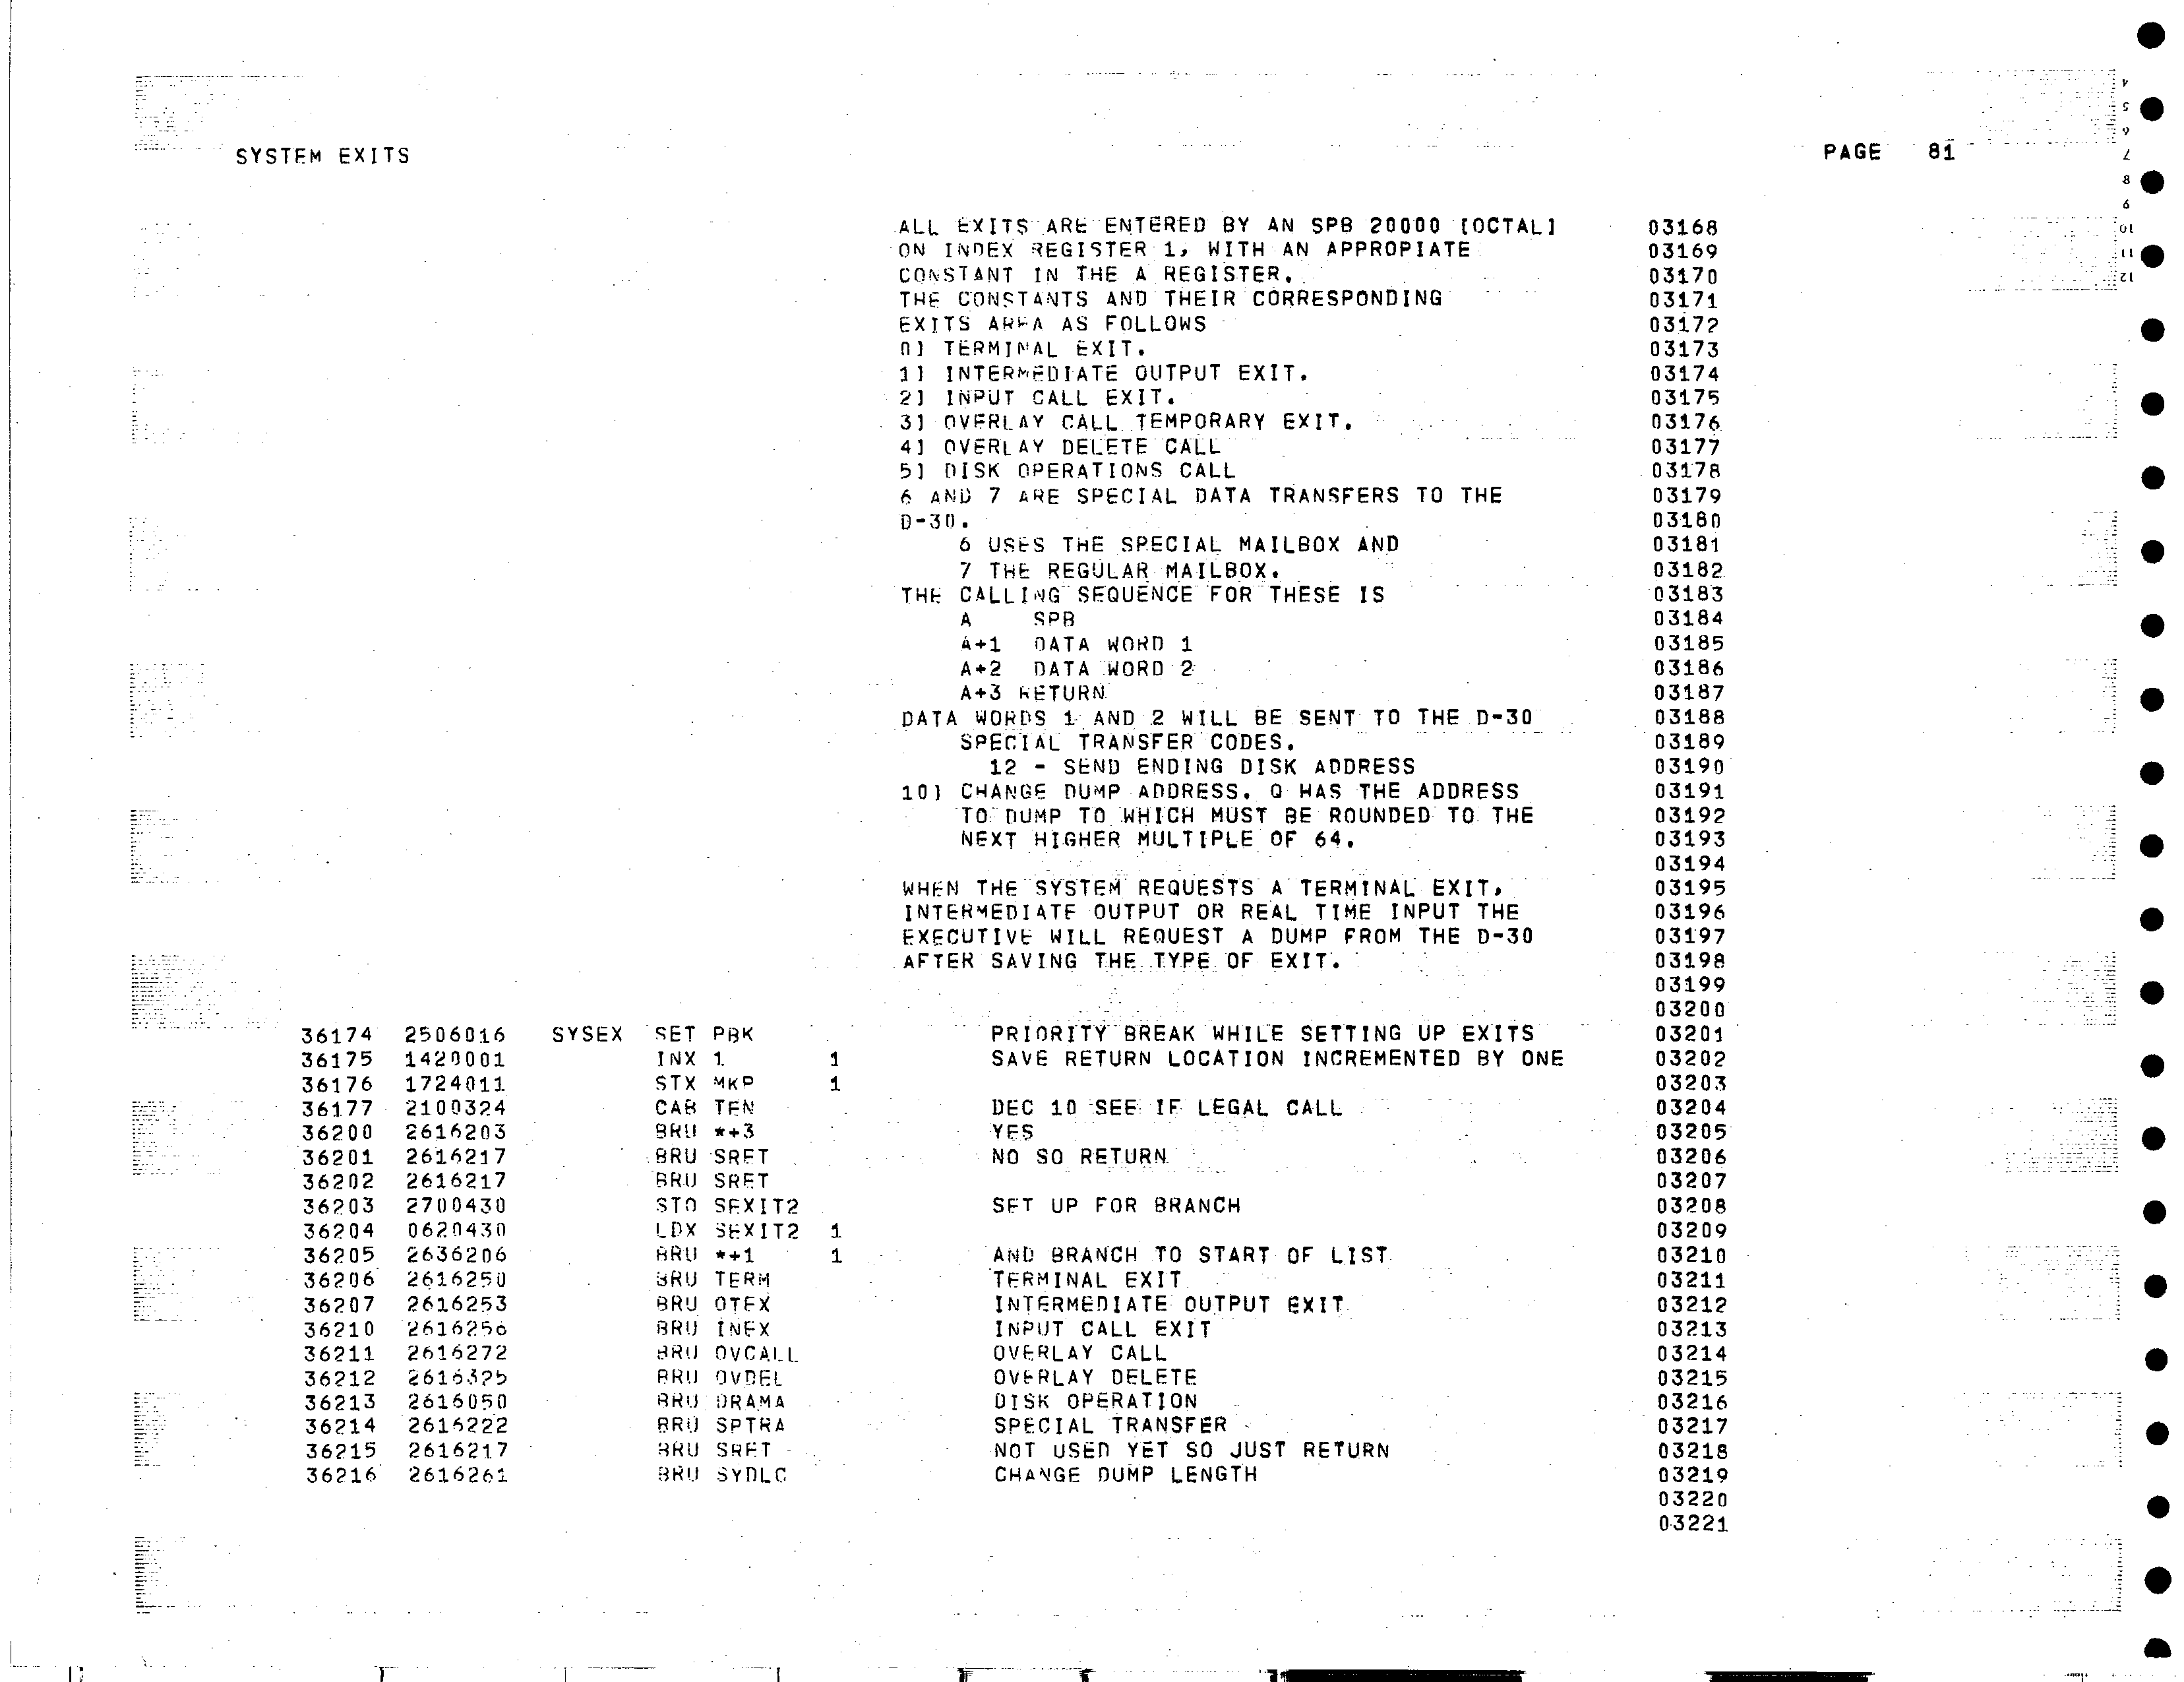 SYSTEM EXITS PAGE 81
ALL EXITS ARE ENTERED BY AN SPB 20000 [OCTAL] 03168
ON INDEX REGISTER 1, WITH AN APPROPIATE 03169
CONSTANT IN THE A REGISTER. 03170
THE CONSTANTS AND THEIR CORRESPONDING 03171
EXITS AREA AS FOLLOWS 03172
0] TERMINAL EXIT. 03173
1] INTERMEDIATE OUTPUT EXIT. 03174
2] INPUT CALL EXIT. 03175
3] OVERLAY CALL TEMPORARY EXIT. 03176
4] OVERLAY DELETE CALL 03177
5] DISK OPERATIONS CALL 03178
6 AND 7 ARE SPECIAL DATA TRANSFERS TO THE 03179
D-30. 03180
6 USES THE SPECIAL MAILBOX AND 03181
7 THE REGULAR MAILBOX. 03182
THE CALLING SEQUENCE FOR THESE IS 03183
A SPB 03184
A+1 DATA WORD 1 03185
A+2 DATA WORD 2 03186
A+3 RETURN 03187
DATA WORDS 1 AND 2 WILL BE SENT TO THE D-30 03188
SPECIAL TRANSFER CODES. 03189
12 - SEND ENDING DISK ADDRESS 03190
10] CHANGE DUMP ADDRESS. Q HAS THE ADDRESS 03191
TO DUMP TO WHICH MUST BE ROUNDED TO THE 03192
NEXT HIGHER MULTIPLE OF 64. 03193
03194
WHEN THE SYSTEM REQUESTS A TERMINAL EXIT, 03195
INTERMEDIATE OUTPUT OR REAL TIME INPUT THE 03196
EXECUTIVE WILL REQUEST A DUMP FROM THE D-30 03197
AFTER SAVING THE TYPE OF EXIT. 03198
03199
03200
36174 2506016 SYSEX SET PBK PRIORITY BREAK WHILE SETTING UP EXITS 03201
36175 1420001 INX 1 1 SAVE RETURN LOCATION INCREMENTED BY ONE 03202
36176 1724011 STX MKP 1 03203
36177 2100324 CAB TEN DEC 10 SEE IF LEGAL CALL 03204
36200 2616203 BRU *+3 YES 03205
36201 2616217 BRU SRET NO SO RETURN 03206
36202 2616217 BRU SRET 03207
36203 2700430 STO SEXIT2 SET UP FOR BRANCH 03208
36204 0620430 LDX SEXIT2 1 03209
36205 2636206 BRU *+1 1 AND BRANCH TO START OF LIST 03210
36206 2616250 BRU TERM TERMINAL EXIT 03211
36207 2616253 BRU OTEX INTERMEDIATE OUTPUT EXIT 03212
36210 2616256 BRU INEX INPUT CALL EXIT 03213
36211 2616272 BRU OVCALL OVERLAY CALL 03214
36212 2616325 BRU OVDEL OVERLAY DELETE 03215
36213 2616050 BRU DRAMA DISK OPERATION 03216
36214 2616222 BRU SPTRA SPECIAL TRANSFER 03217
36215 2616217 BRU SRET NOT USED YET SO JUST RETURN 03218
36216 2616261 BRU SYDLC CHANGE DUMP LENGTH 03219
03220
03221
4
5
6
7
8
9
10
11
12